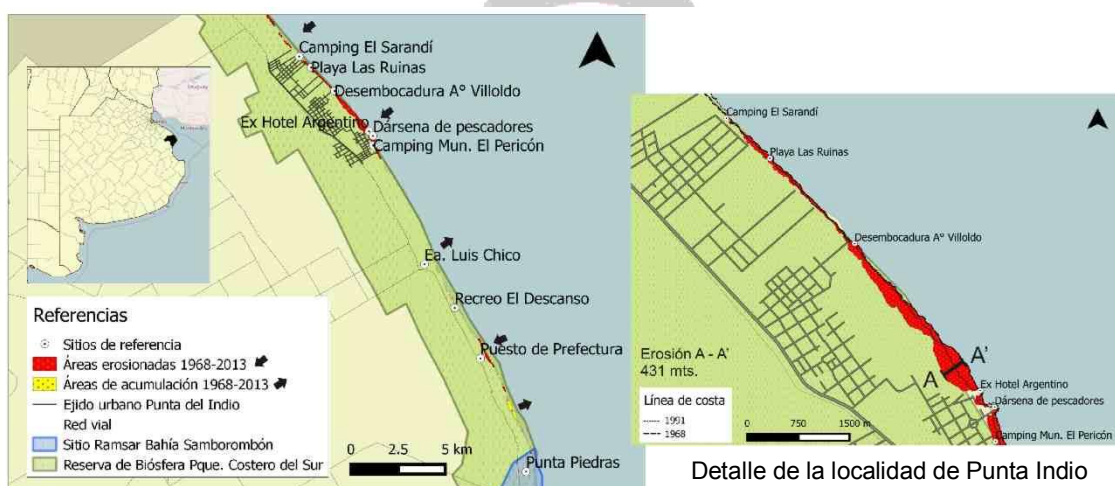 Camping El Sarandí
Playa Las Ruinas
Desembocadura A° Villoldo
Ex Hotel Argentino
Dársena de pescadores
Camping Mun. El Pericón
Ea. Luis Chico
Recreo El Descanso
Puesto de Prefectura
Punta Piedras
Referencias
Sitios de referencia
Áreas erosionadas 1968-2013
Áreas de acumulación 1968-2013
Ejido urbano Punta del Indio
Red vial
Sitio Ramsar Bahía Samborombón
Reserva de Biósfera Pque. Costero del Sur
0 2.5 5 km
Camping El Sarandí
Playa Las Ruinas
Desembocadura A° Villoldo
A'
A
Erosión A - A'
431 mts.
Ex Hotel Argentino
Dársena de pescadores
Línea de costa
1991
1968
0 750 1500 m
Camping Mun. El Pericón
Detalle de la localidad de Punta Indio